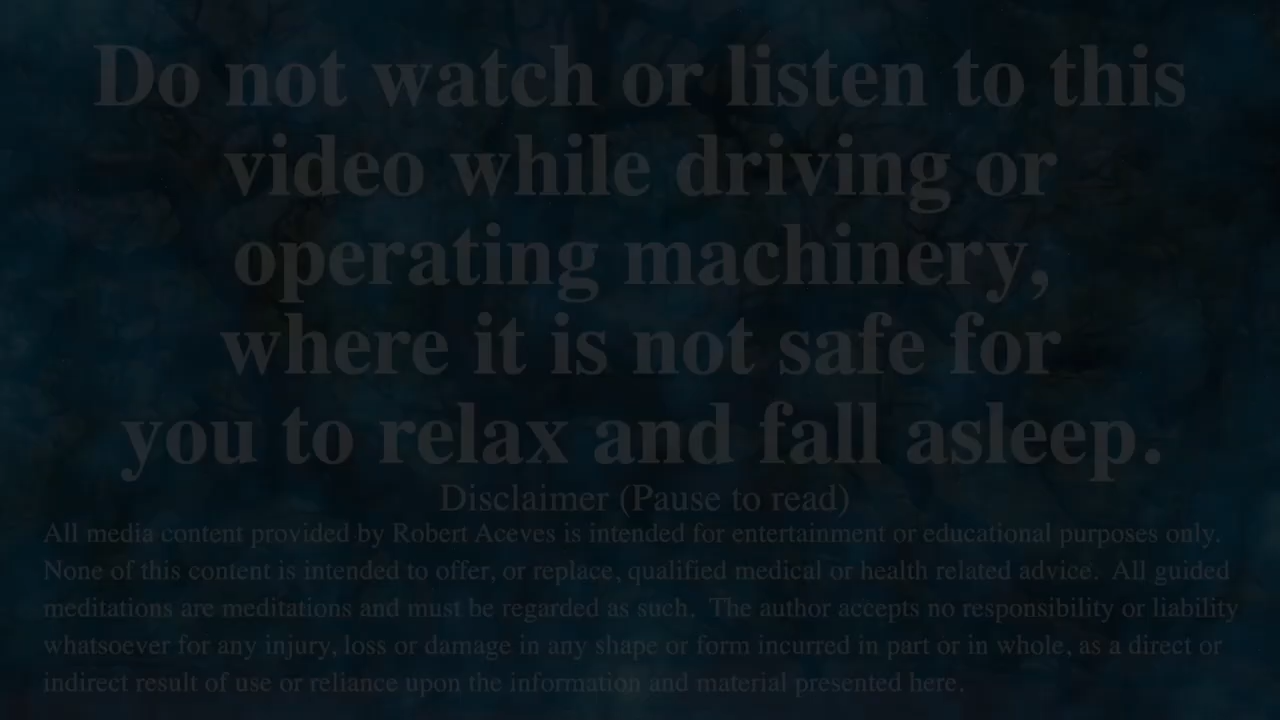 Do not watch or listen to this
video while driving or
operating machinery,
where it is not safe for
you to relax and fall asleep.
Disclaimer (Pause to read)
All media content provided by Robert Aceves is intended for entertainment or educational purposes only.
None of this content is intended to offer, or replace, qualified medical or health related advice.  All guided
meditations are meditations and must be regarded as such.  The author accepts no responsibility or liability
whatsoever for any injury, loss or damage in any shape or form incurred in part or in whole, as a direct or
indirect result of use or reliance upon the information and material presented here.